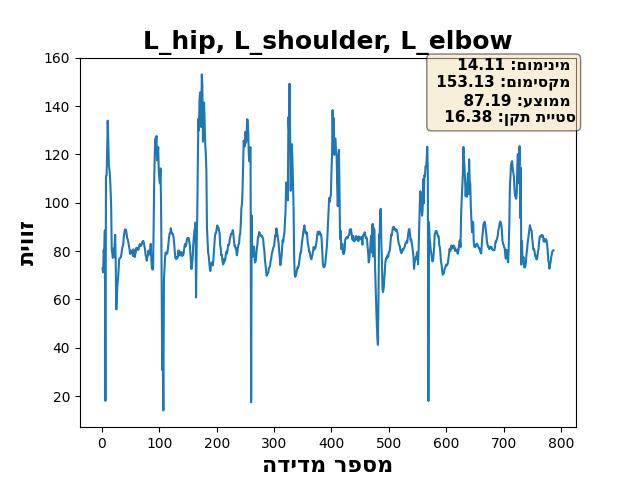 L_hip, L_shoulder, L_elbow
מינימום: 14.11
מקסימום: 153.13
ממוצע: 87.19
סטיית תקן: 16.38
זווית
160
140
120
100
80
60
40
20
0 100 200 300 400 500 600 700 800
מספר מדידה